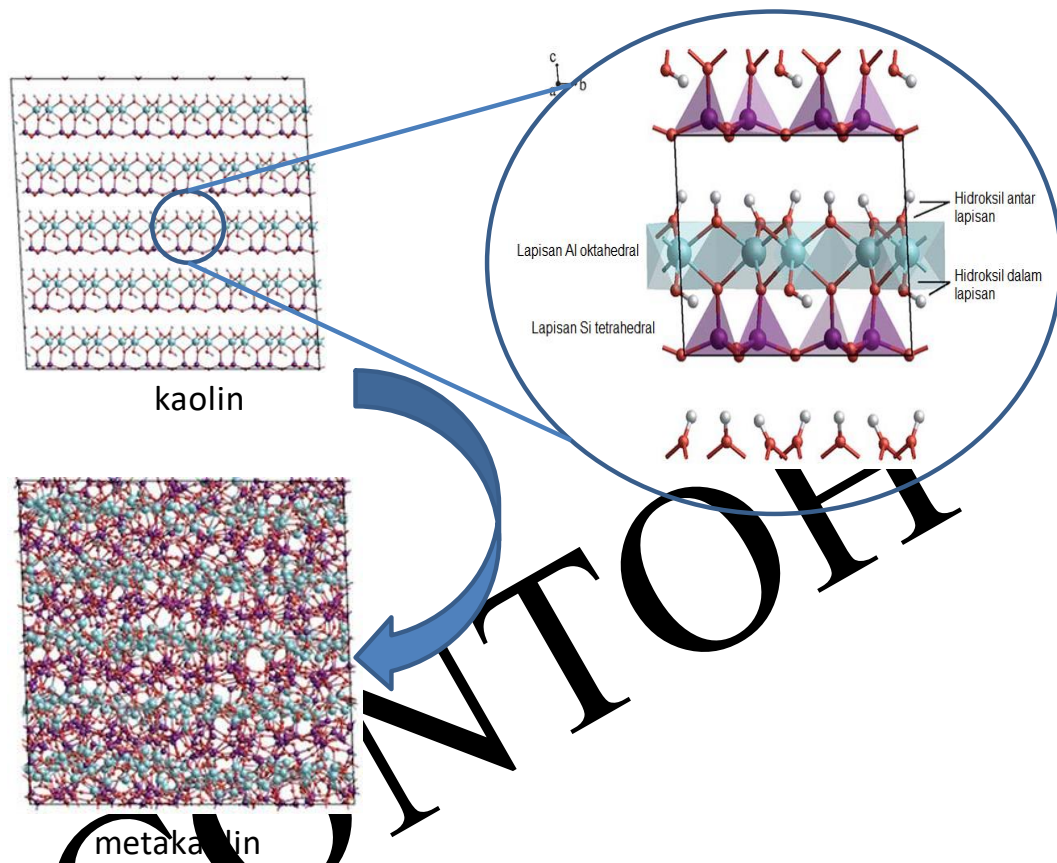 c
b
a
Hidroksil antar
lapisan
Lapisan Al oktahedral
Hidroksil dalam
lapisan
Lapisan Si tetrahedral
kaolin
CONTOH
metakaolin